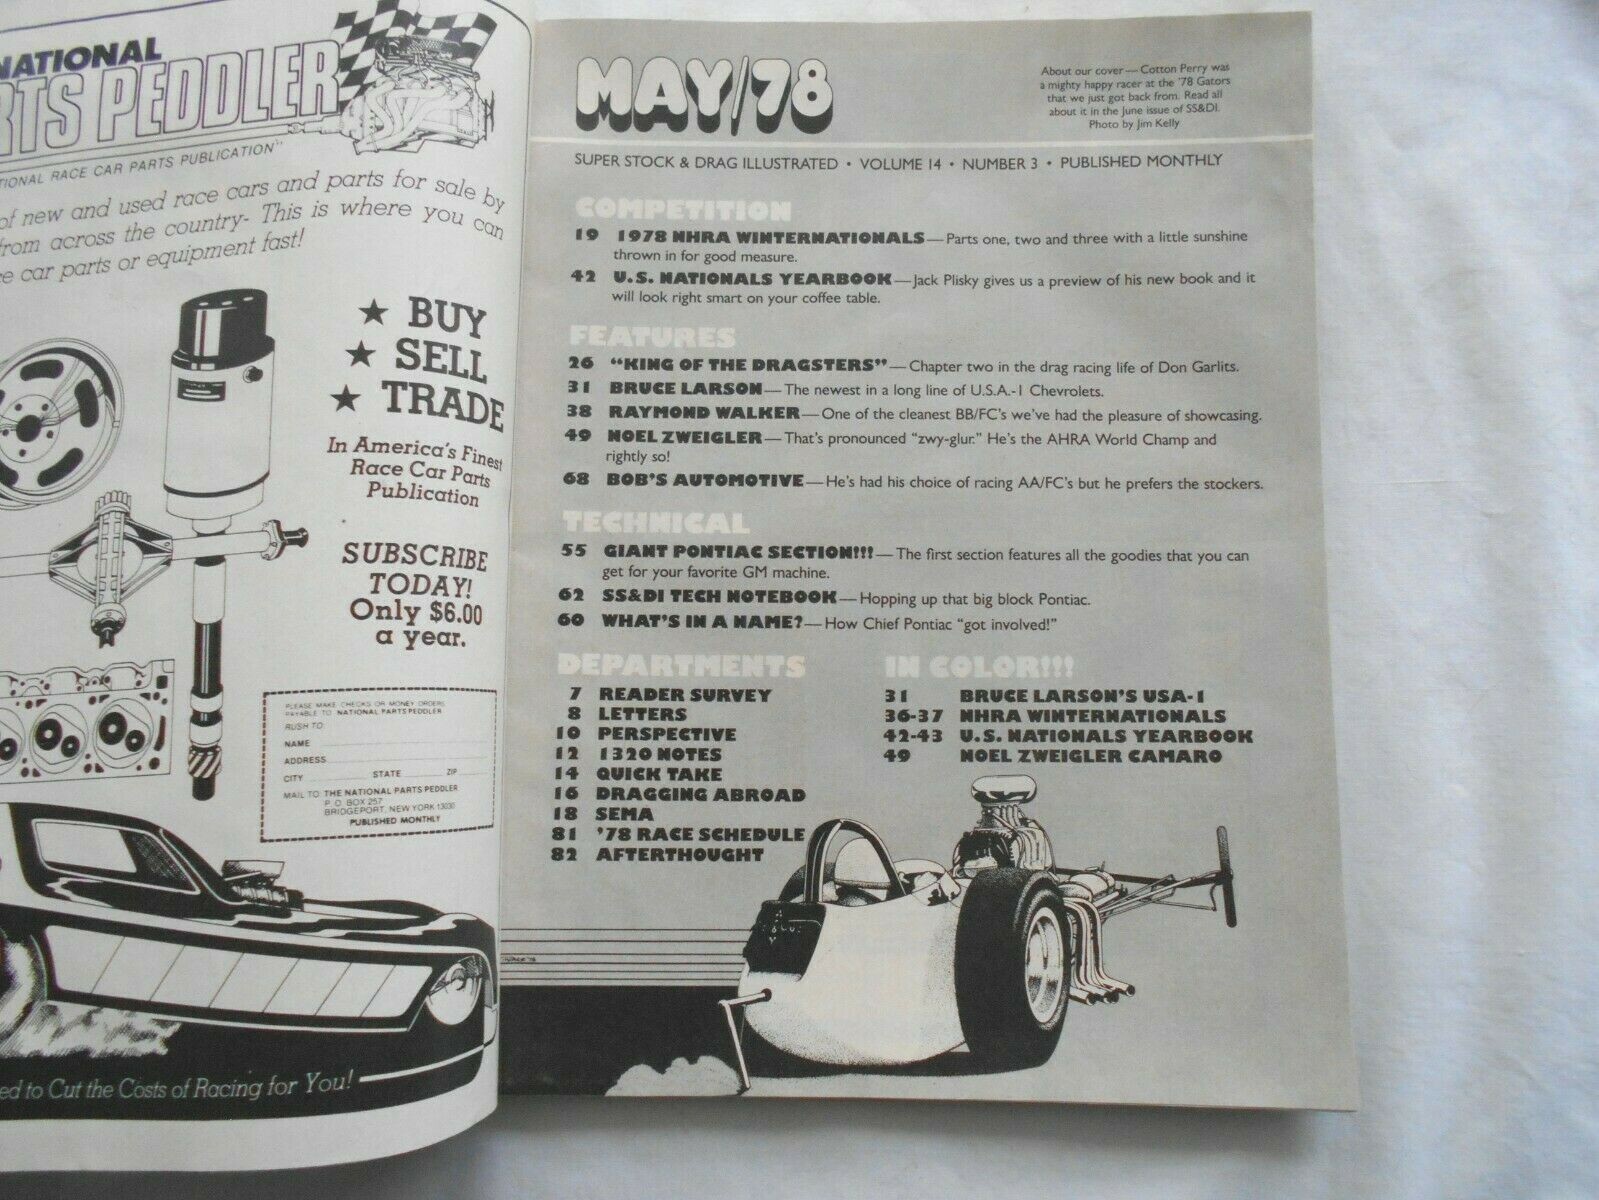 NATIONAL
RTS PEDDLER
TIONAL RACE CAR PARTS PUBLICATION"
of new and used race cars and parts for sale by
from across the country- This is where you can
ce car parts or equipment fast!
★ BUY
★ SELL
★ TRADE
In America's Finest
Race Car Parts
Publication
SUBSCRIBE
TODAY!
Only $6.00
a year.
PLEASE MAKE CHECKS OR MONEY ORDERS
PAYABLE TO NATIONAL PARTS PEDDLER
RUSH TO:
NAME
ADDRESS
CITY STATE ZIP
MAIL TO: THE NATIONAL PARTS PEDDLER
P.O. BOX 257
BRIDGEPORT, NEW YORK 13030
PUBLISHED MONTHLY
ed to Cut the Costs of Racing for You!
MAY/78
About our cover—Cotton Perry was
a mighty happy racer at the '78 Gators
that we just got back from. Read all
about it in the June issue of SS&DI.
Photo by Jim Kelly
SUPER STOCK & DRAG ILLUSTRATED • VOLUME 14 • NUMBER 3 • PUBLISHED MONTHLY
COMPETITION
19 1978 NHRA WINTERNATIONALS—Parts one, two and three with a little sunshine
thrown in for good measure.
42 U.S. NATIONALS YEARBOOK—Jack Plisky gives us a preview of his new book and it
will look right smart on your coffee table.
FEATURES
26 "KING OF THE DRAGSTERS"—Chapter two in the drag racing life of Don Garlits.
31 BRUCE LARSON—The newest in a long line of U.S.A.-1 Chevrolets.
38 RAYMOND WALKER—One of the cleanest BB/FC's we've had the pleasure of showcasing.
49 NOEL ZWEIGLER—That's pronounced "zwy-glur." He's the AHRA World Champ and
rightly so!
68 BOB'S AUTOMOTIVE—He's had his choice of racing AA/FC's but he prefers the stockers.
TECHNICAL
55 GIANT PONTIAC SECTION!!!—The first section features all the goodies that you can
get for your favorite GM machine.
62 SS&DI TECH NOTEBOOK—Hopping up that big block Pontiac.
60 WHAT'S IN A NAME?—How Chief Pontiac "got involved!"
DEPARTMENTS
7 READER SURVEY
8 LETTERS
10 PERSPECTIVE
12 1320 NOTES
14 QUICK TAKE
16 DRAGGING ABROAD
18 SEMA
81 '78 RACE SCHEDULE
82 AFTERTHOUGHT
IN COLOR!!!
31 BRUCE LARSON'S USA-1
36-37 NHRA WINTERNATIONALS
42-43 U.S. NATIONALS YEARBOOK
49 NOEL ZWEIGLER CAMARO